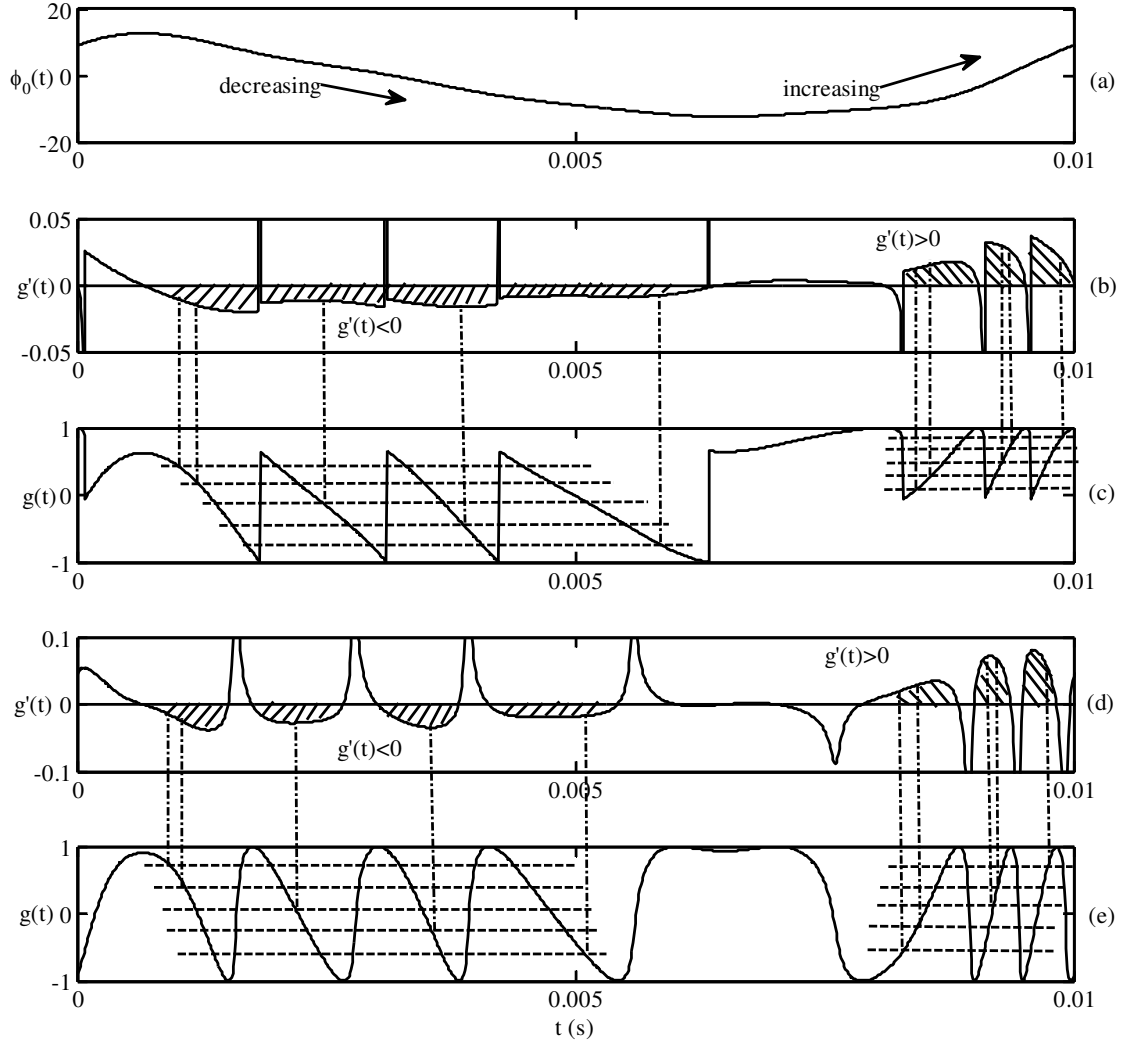 20
ϕ₀(t) 0
-20
decreasing
increasing
(a)
0 0.005 0.01
0.05
g'(t) 0
-0.05
g'(t)<0
g'(t)>0
(b)
0 0.005 0.01
1
g(t) 0
-1
(c)
0 0.005 0.01
0.1
g'(t) 0
-0.1
g'(t)<0
g'(t)>0
(d)
0 0.005 0.01
1
g(t) 0
-1
(e)
0 0.005 0.01
t (s)